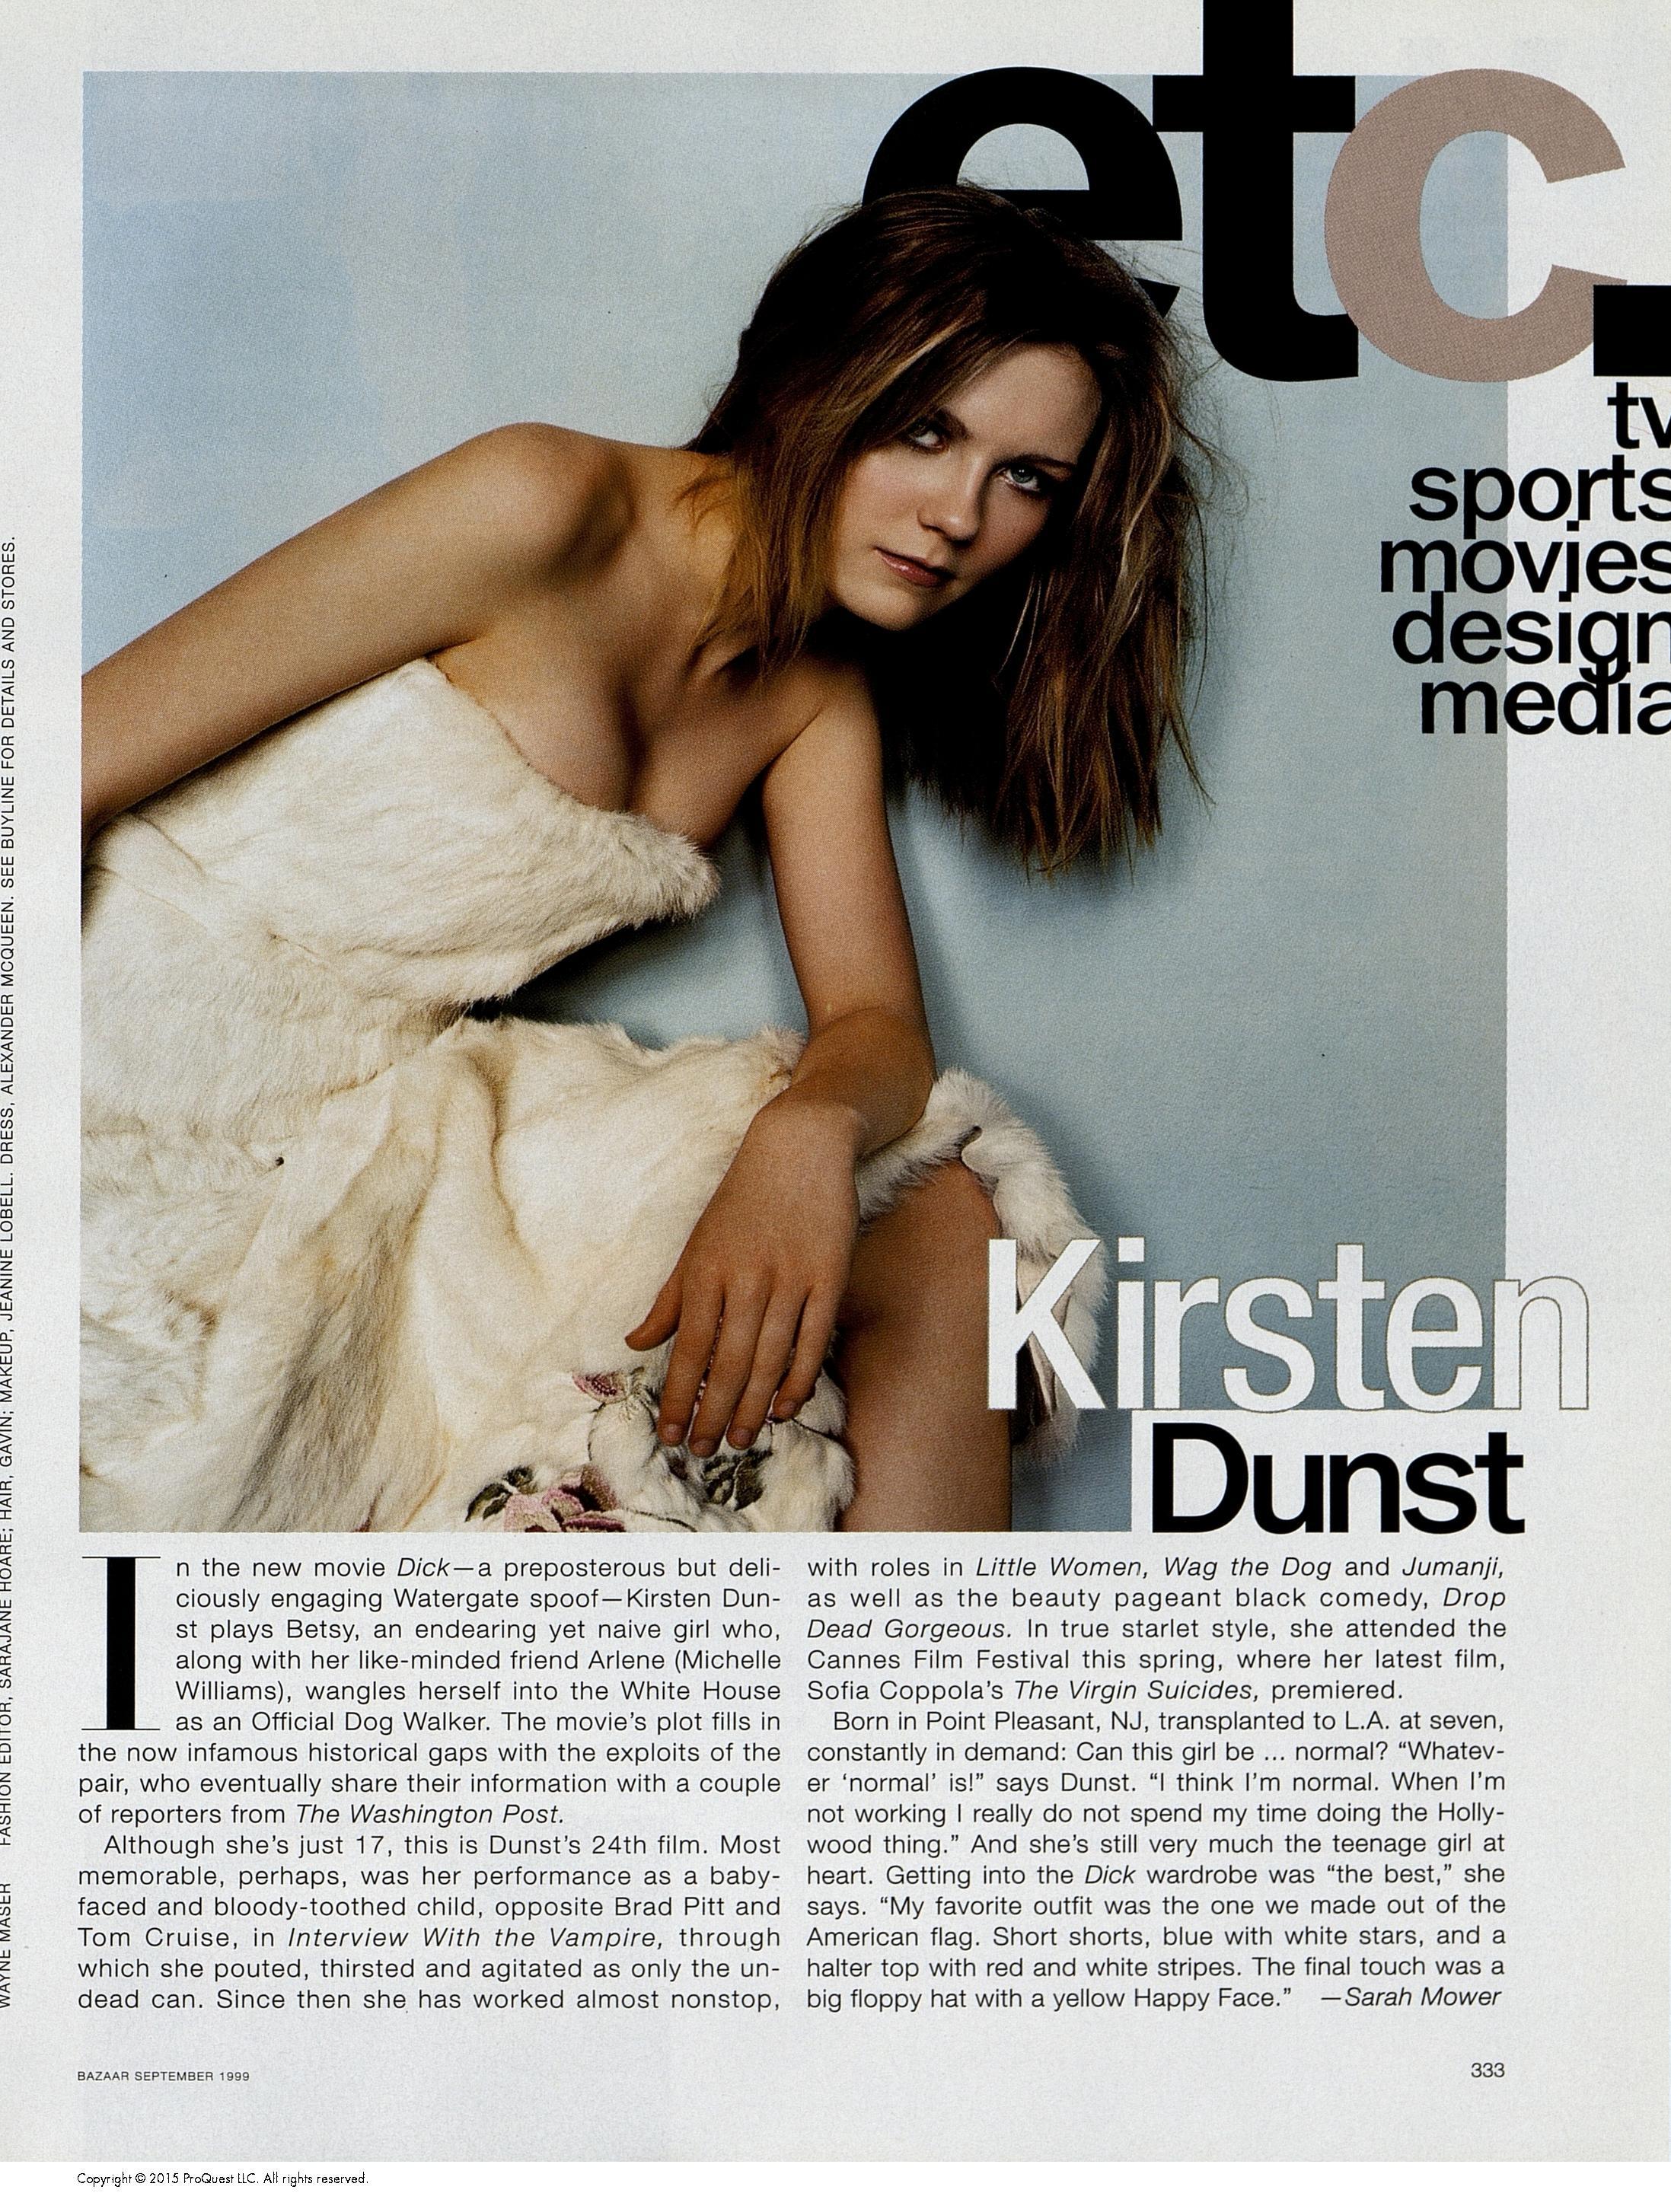 etc.
tv
sports
movies
design
media
WAYNE MASER FASHION EDITOR, SARAJANE HOARE; HAIR, GAVIN; MAKEUP, JEANINE LOBELL. DRESS, ALEXANDER MCQUEEN. SEE BUYLINE FOR DETAILS AND STORES.
Kirsten
Dunst
In the new movie Dick—a preposterous but deli-
ciously engaging Watergate spoof—Kirsten Dun-
st plays Betsy, an endearing yet naive girl who,
along with her like-minded friend Arlene (Michelle
Williams), wangles herself into the White House
as an Official Dog Walker. The movie's plot fills in
the now infamous historical gaps with the exploits of the
pair, who eventually share their information with a couple
of reporters from The Washington Post.
Although she's just 17, this is Dunst's 24th film. Most
memorable, perhaps, was her performance as a baby-
faced and bloody-toothed child, opposite Brad Pitt and
Tom Cruise, in Interview With the Vampire, through
which she pouted, thirsted and agitated as only the un-
dead can. Since then she has worked almost nonstop,
with roles in Little Women, Wag the Dog and Jumanji,
as well as the beauty pageant black comedy, Drop
Dead Gorgeous. In true starlet style, she attended the
Cannes Film Festival this spring, where her latest film,
Sofia Coppola's The Virgin Suicides, premiered.
Born in Point Pleasant, NJ, transplanted to L.A. at seven,
constantly in demand: Can this girl be ... normal? “Whatev-
er ‘normal’ is!” says Dunst. “I think I'm normal. When I'm
not working I really do not spend my time doing the Holly-
wood thing.” And she's still very much the teenage girl at
heart. Getting into the Dick wardrobe was “the best,” she
says. “My favorite outfit was the one we made out of the
American flag. Short shorts, blue with white stars, and a
halter top with red and white stripes. The final touch was a
big floppy hat with a yellow Happy Face.” —Sarah Mower
BAZAAR SEPTEMBER 1999
333
Copyright © 2015 ProQuest LLC. All rights reserved.